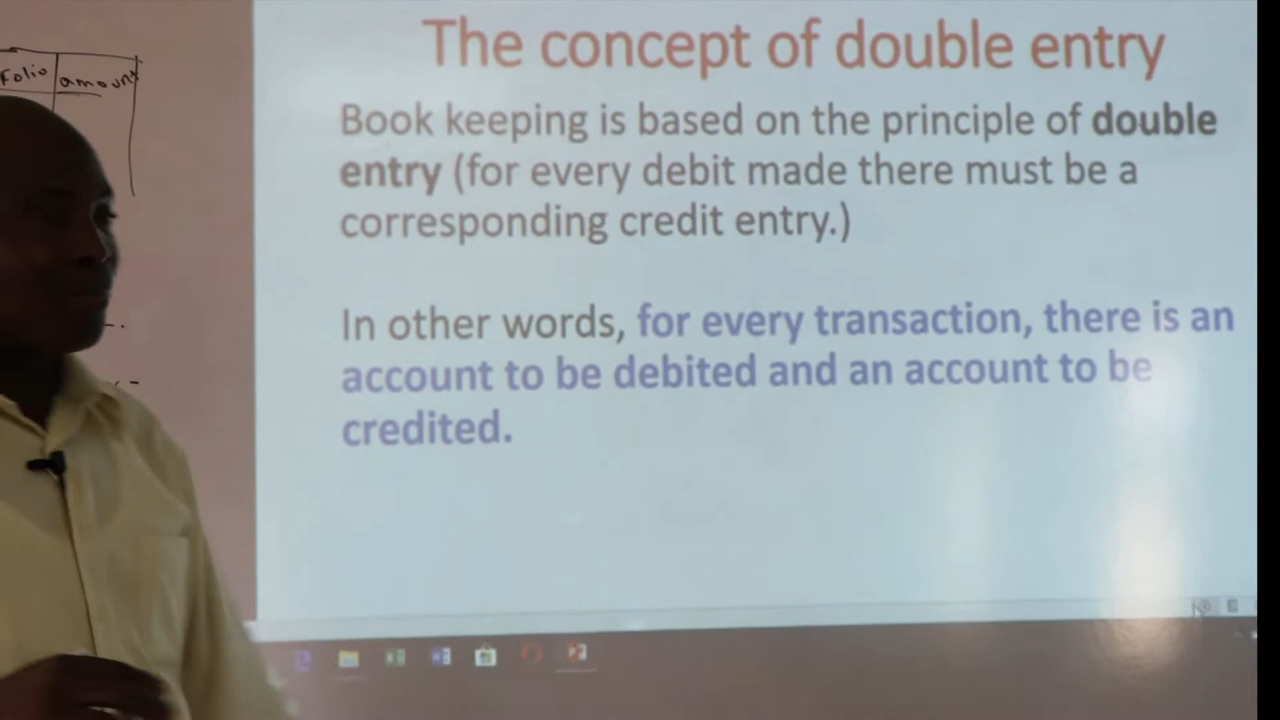 folio amount
The concept of double entry
Book keeping is based on the principle of double
entry (for every debit made there must be a
corresponding credit entry.)
In other words, for every transaction, there is an
account to be debited and an account to be
credited.